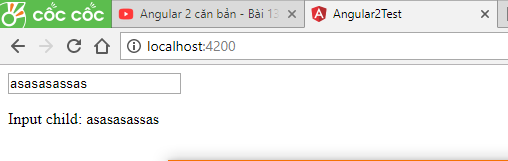 cốc cốc
Angular 2 căn bản - Bài 13
Angular2Test
localhost:4200
asasasassas
Input child: asasasassas